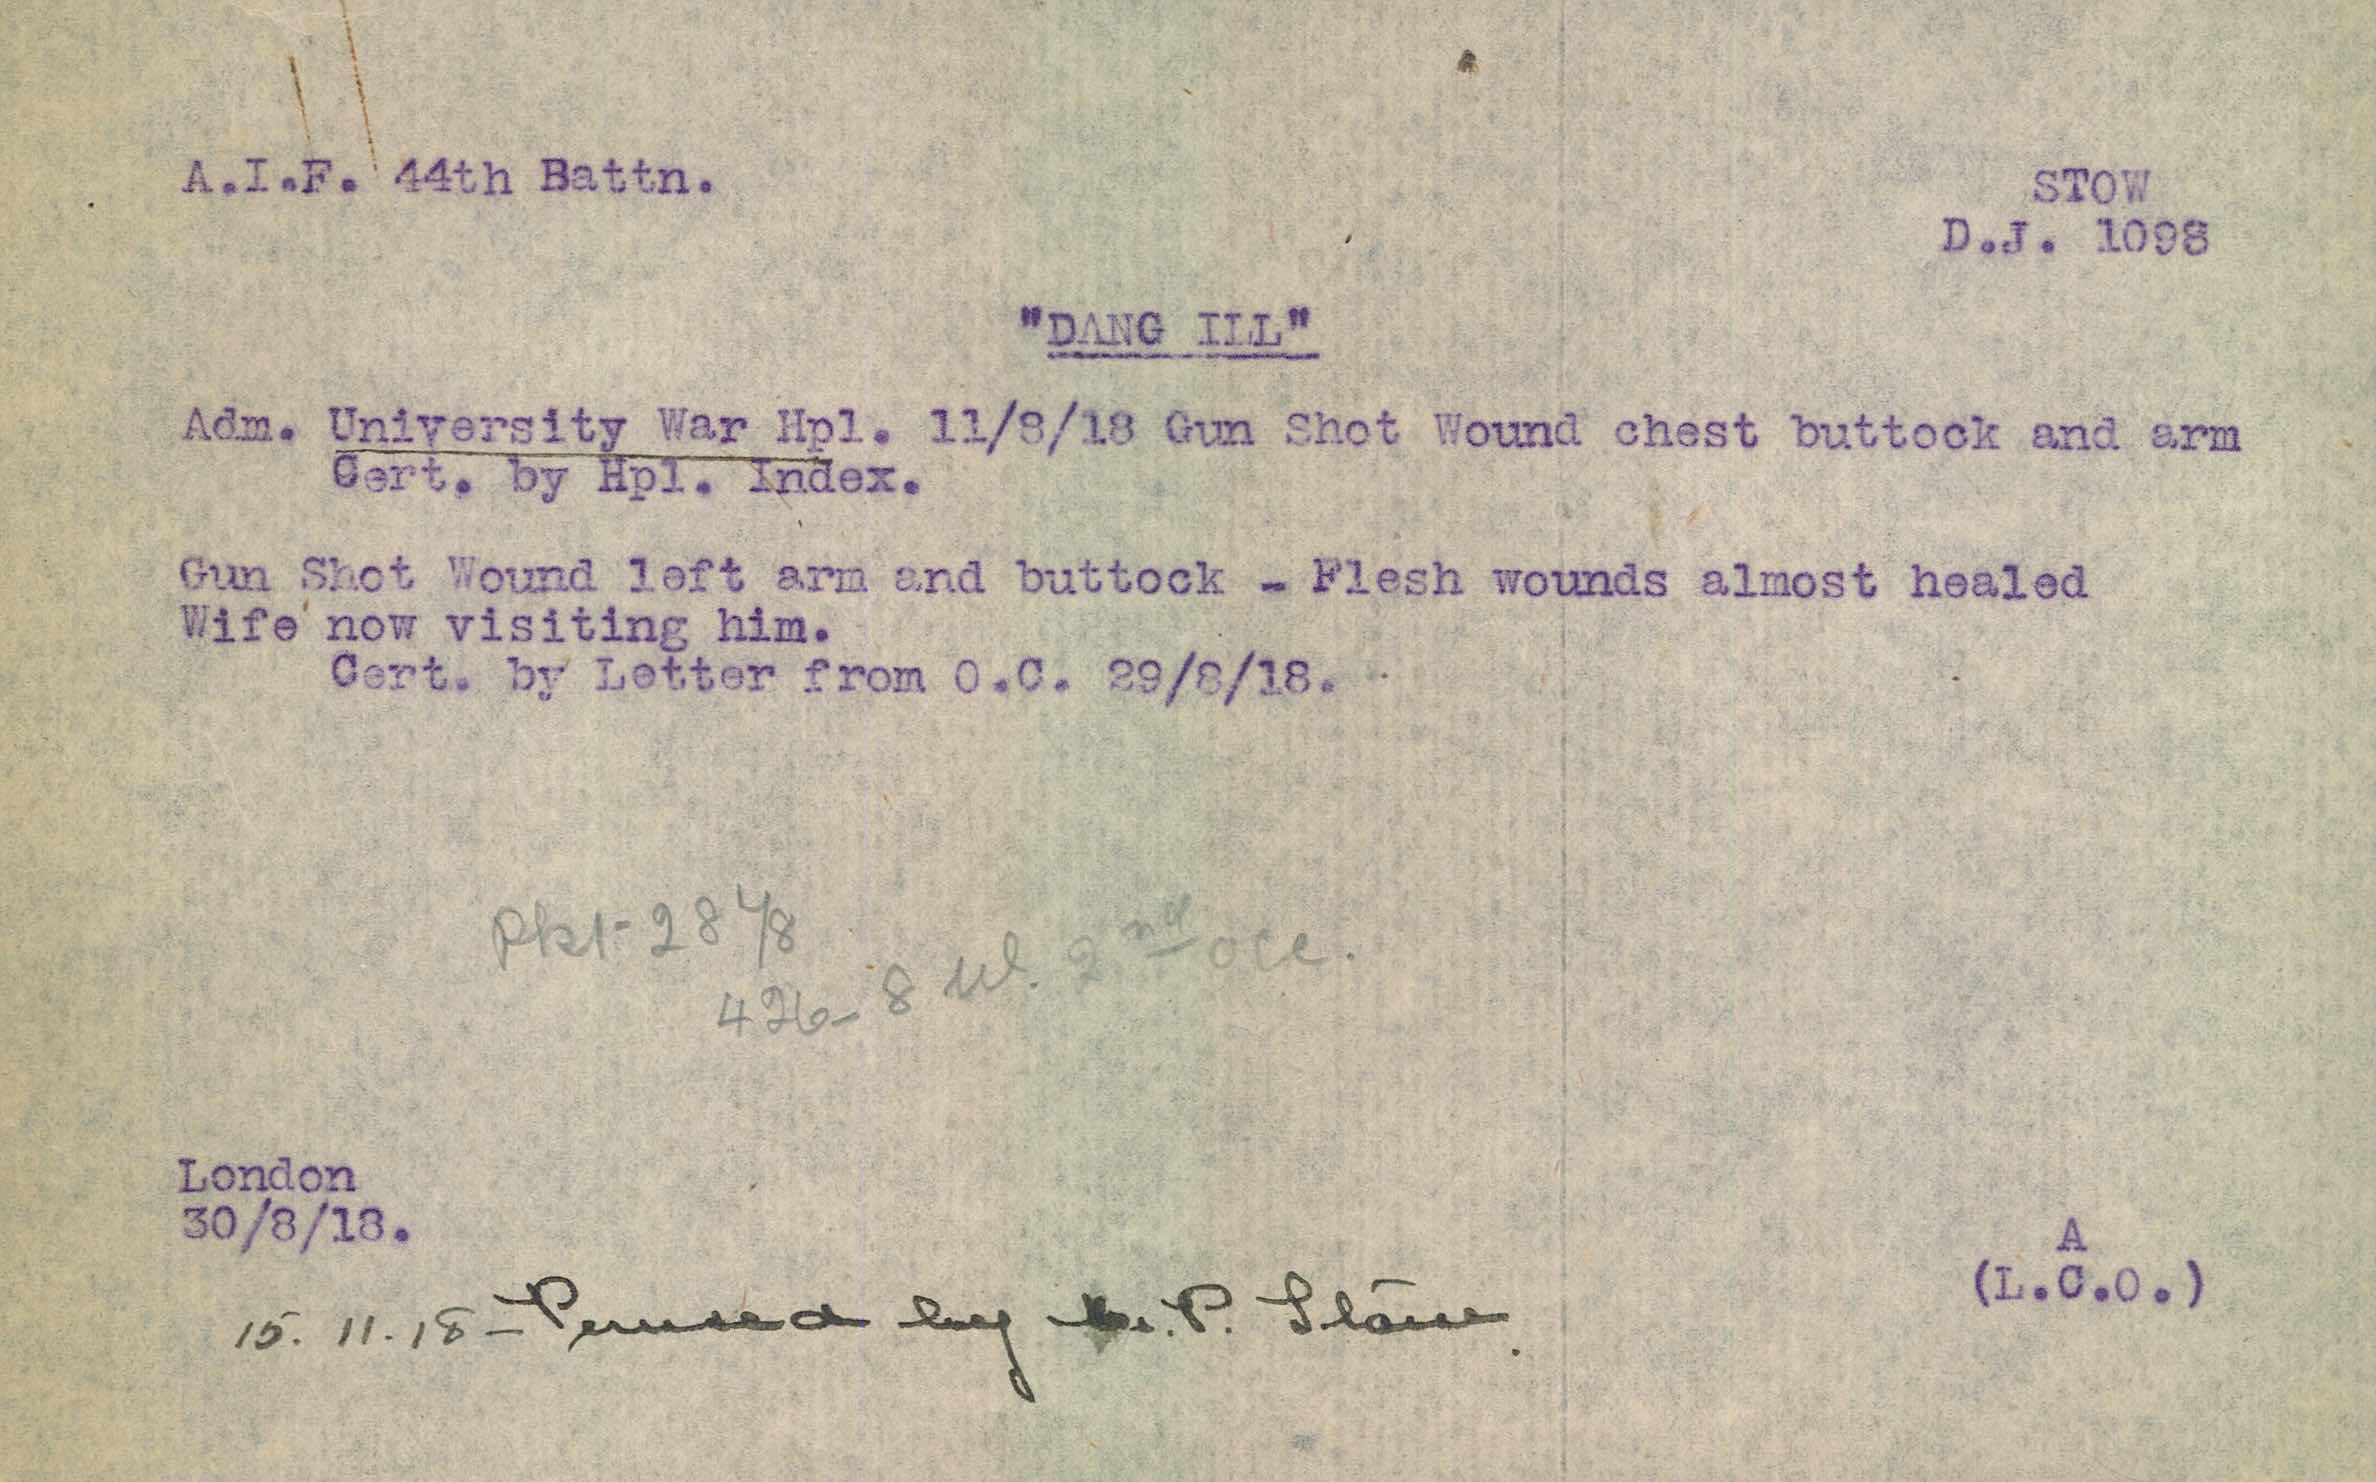 A.I.F. 44th Battn.
STOW
D.J. 1098
"DANG ILL"
Adm. University War Hpl. 11/8/18 Gun Shot Wound chest buttock and arm
Cert. by Hpl. Index.
Gun Shot Wound left arm and buttock - Flesh wounds almost healed
Wife now visiting him.
Cert. by Letter from O.C. 29/8/18.
Pkt 28
426-8 2nd occ.
London
30/8/18.
A
(L.C.O.)
15.11.18 - Perused by P.